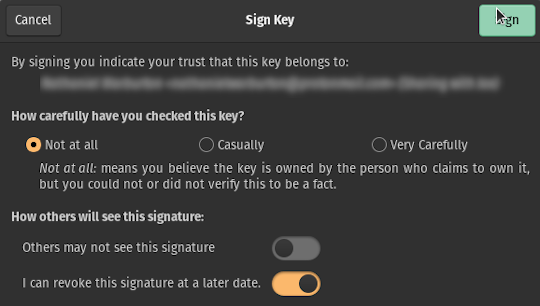 Cancel
Sign Key
By signing you indicate your trust that this key belongs to:
How carefully have you checked this key?
Not at all
Casually
Very Carefully
Not at all: means you believe the key is owned by the person who claims to own it,
but you could not or did not verify this to be a fact.
How others will see this signature:
Others may not see this signature
I can revoke this signature at a later date.